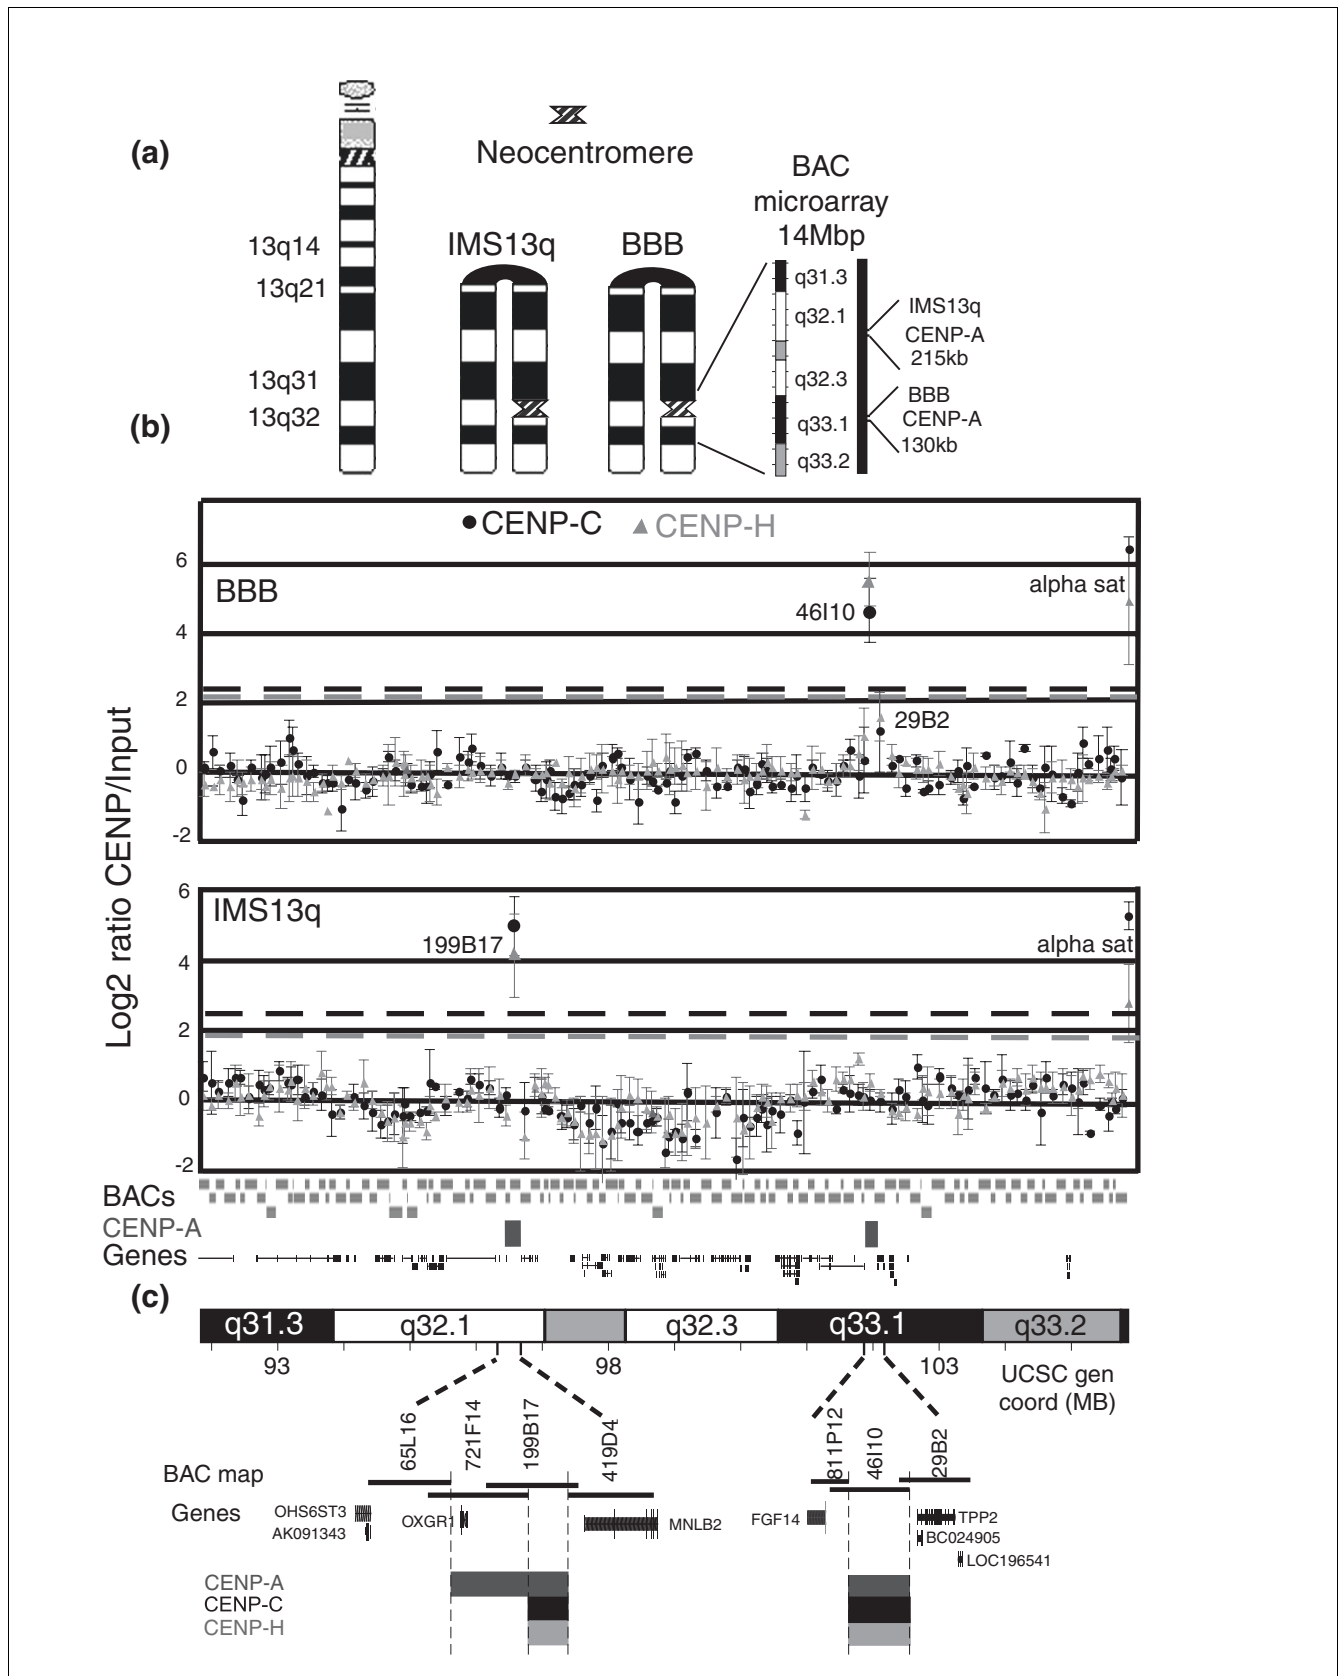 (a)
Neocentromere
BAC
microarray
14Mbp
13q14
13q21
13q31
13q32
IMS13q
BBB
q31.3
q32.1
q32.3
q33.1
q33.2
IMS13q
CENP-A
215kb
BBB
CENP-A
130kb
(b)
CENP-C
CENP-H
Log2 ratio CENP/Input
6
4
2
0
-2
BBB
46I10
29B2
alpha sat
6
4
2
0
-2
IMS13q
199B17
alpha sat
BACs
CENP-A
Genes
(c)
q31.3
q32.1
q32.3
q33.1
q33.2
93
98
103
UCSC gen
coord (MB)
65L16
721F14
199B17
419D4
811P12
46I10
29B2
BAC map
Genes
OHS6ST3
AK091343
OXGR1
MNLB2
FGF14
TPP2
BC024905
LOC196541
CENP-A
CENP-C
CENP-H